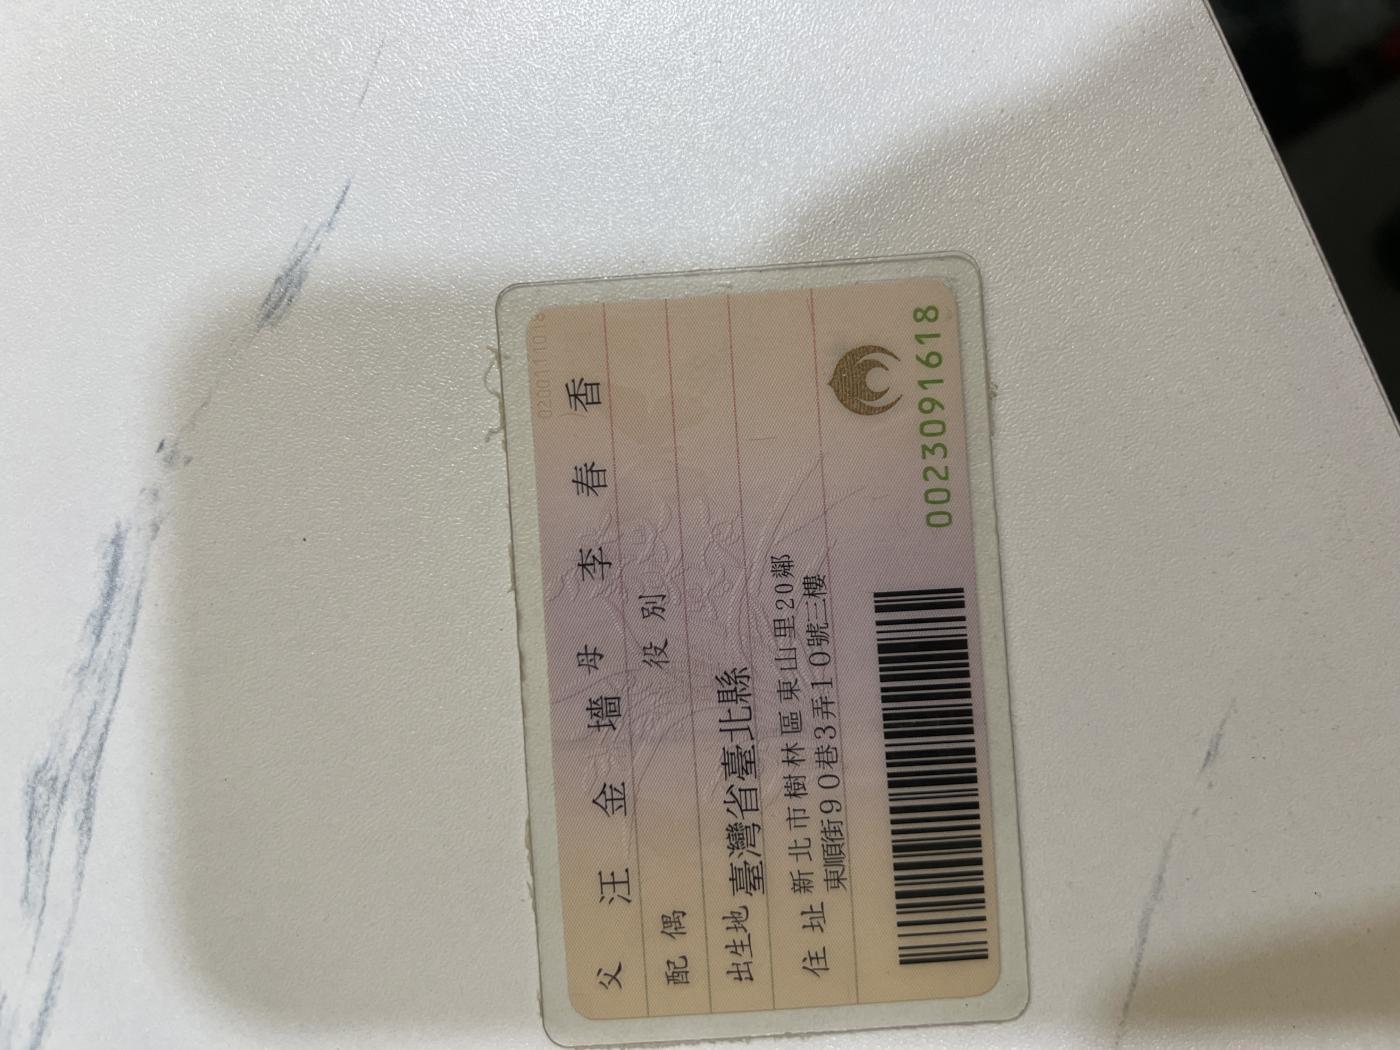 0200111018
父 汪 金 墻 母 李 春 香
配偶 役別
出生地 臺灣省臺北縣
住址 新北市樹林區東山里20鄰
東順街90巷3弄10號三樓
0023091618